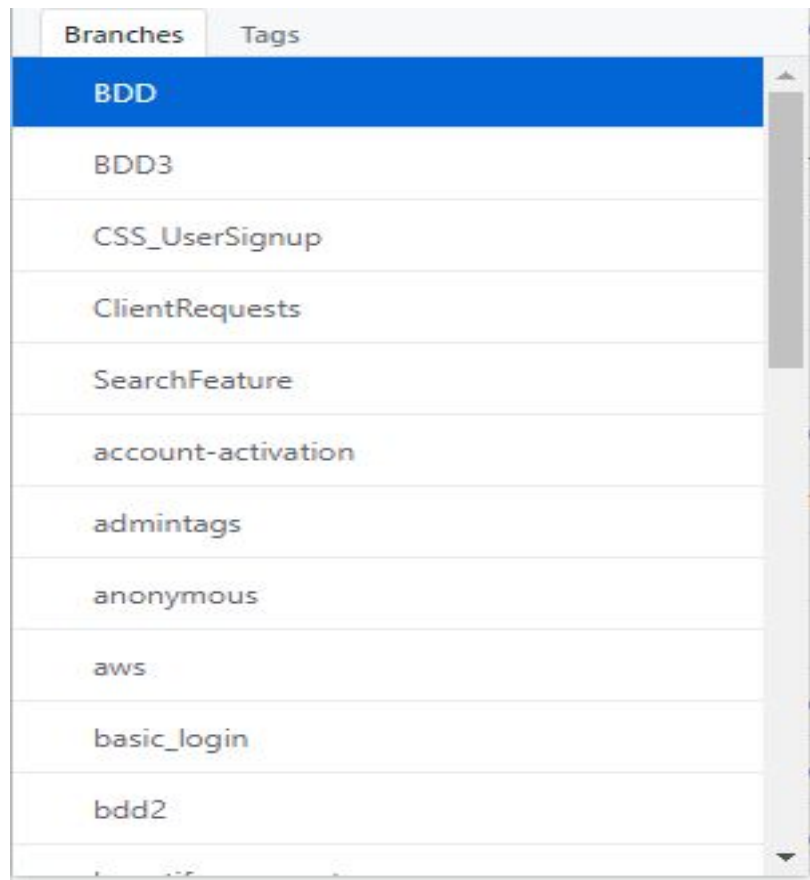 Branches Tags
BDD
BDD3
CSS_UserSignup
ClientRequests
SearchFeature
account-activation
admintags
anonymous
aws
basic_login
bdd2